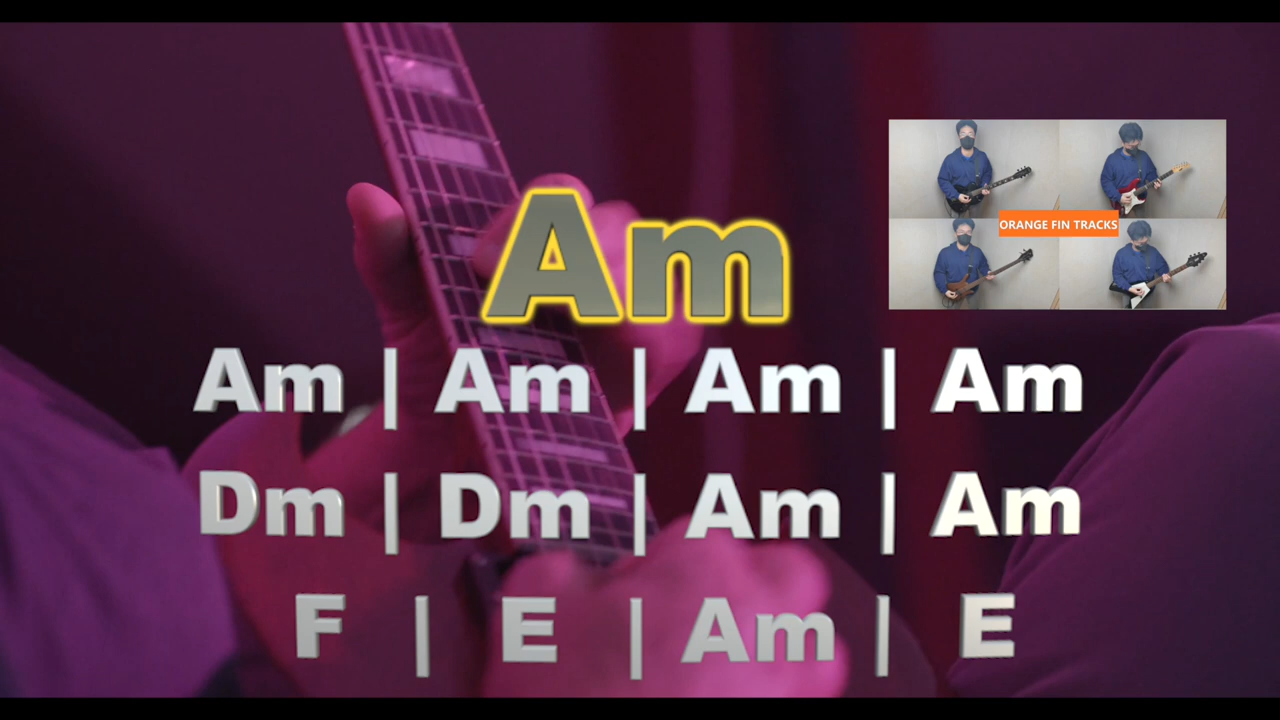 Am
ORANGE FIN TRACKS
Am | Am | Am | Am
Dm | Dm | Am | Am
F | E | Am | E